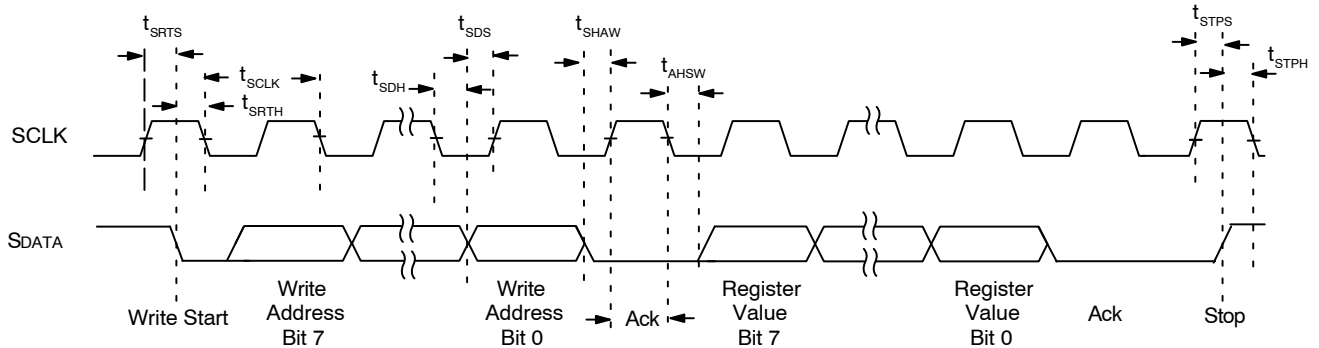 tSRTS
tSDS
tSHAW
tSTPS
tSCLK
tSDH
tAHSW
tSTPH
tSRTH
SCLK
SDATA
Write Start
Write
Address
Bit 7
Write
Address
Bit 0
Ack
Register
Value
Bit 7
Register
Value
Bit 0
Ack
Stop